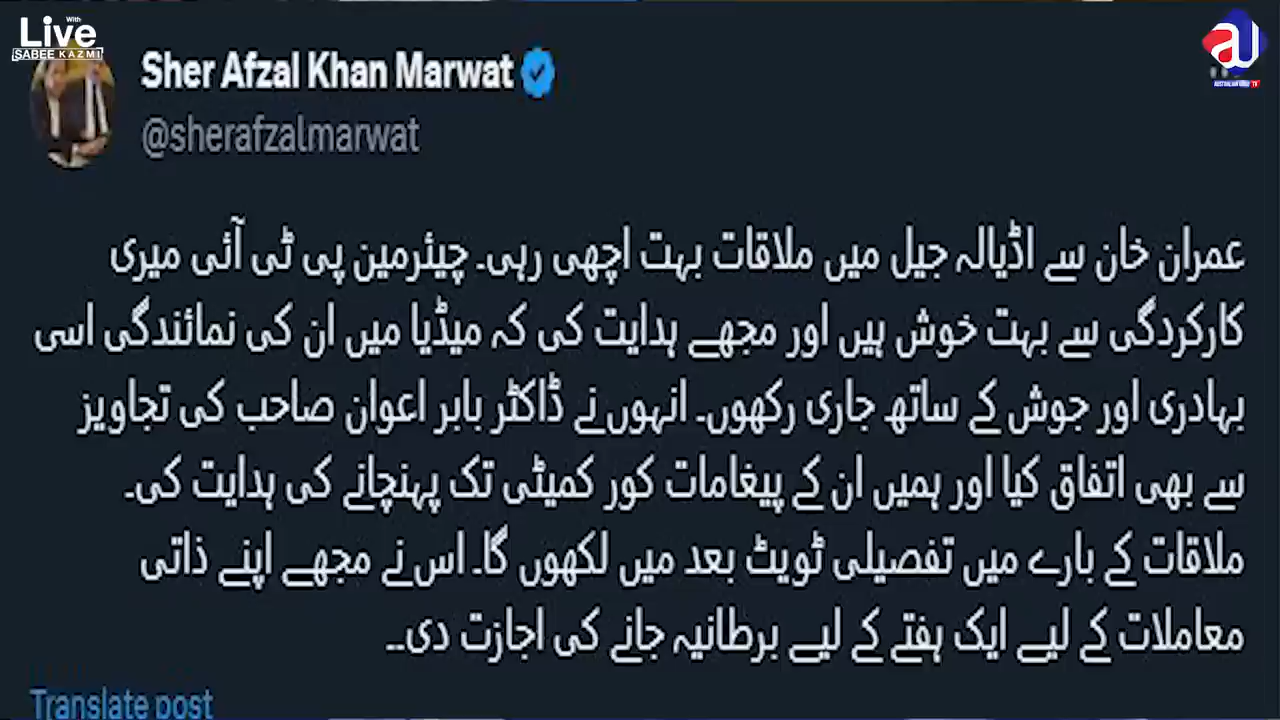 With
Live
SABEE KAZMI
Sher Afzal Khan Marwat
@sherafzalmarwat
عمران خان سے اڈیالہ جیل میں ملاقات بہت اچھی رہی۔ چیئرمین پی ٹی آئی میری
کارکردگی سے بہت خوش ہیں اور مجھے ہدایت کی کہ میڈیا میں ان کی نمائندگی اسی
بہادری اور جوش کے ساتھ جاری رکھوں۔ انہوں نے ڈاکٹر بابر اعوان صاحب کی تجاویز
سے بھی اتفاق کیا اور ہمیں ان کے پیغامات کور کمیٹی تک پہنچانے کی ہدایت کی۔
ملاقات کے بارے میں تفصیلی ٹویٹ بعد میں لکھوں گا۔ اس نے مجھے اپنے ذاتی
معاملات کے لیے ایک ہفتے کے لیے برطانیہ جانے کی اجازت دی۔۔
Translate post